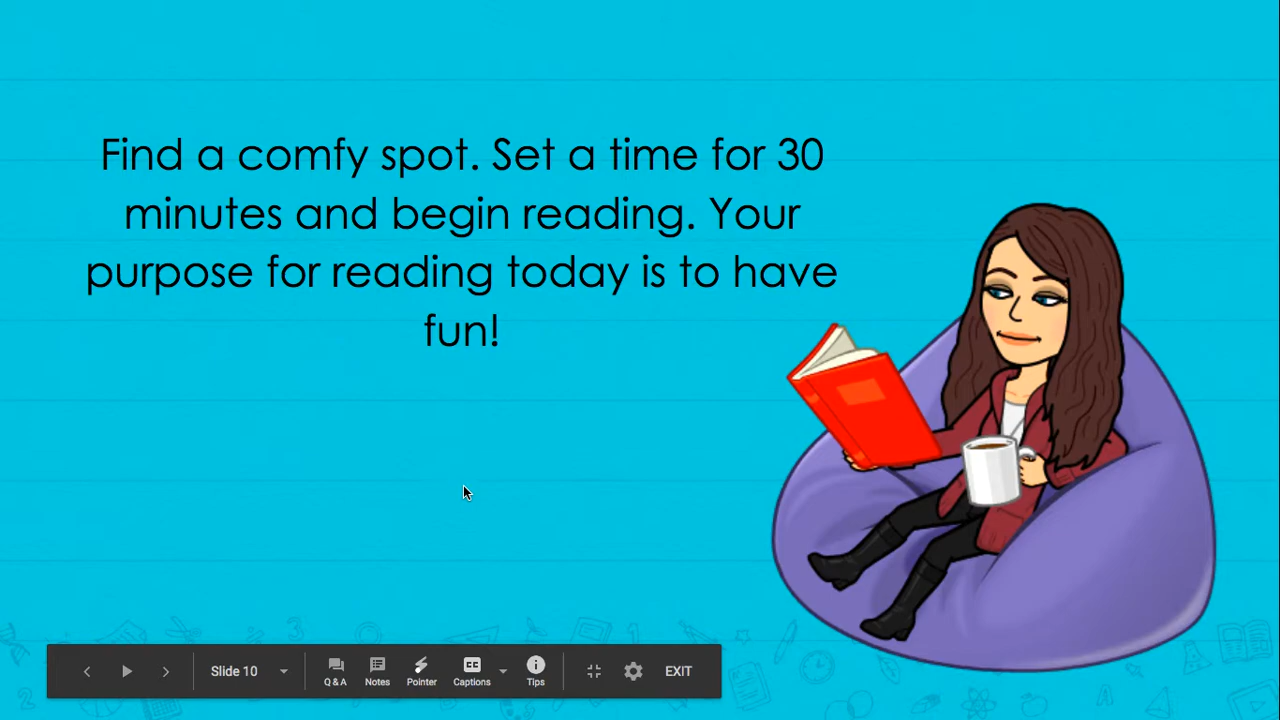 Find a comfy spot. Set a time for 30
minutes and begin reading. Your
purpose for reading today is to have
fun!
Slide 10
Q & A
Notes
Pointer
CC
Captions
Tips
EXIT